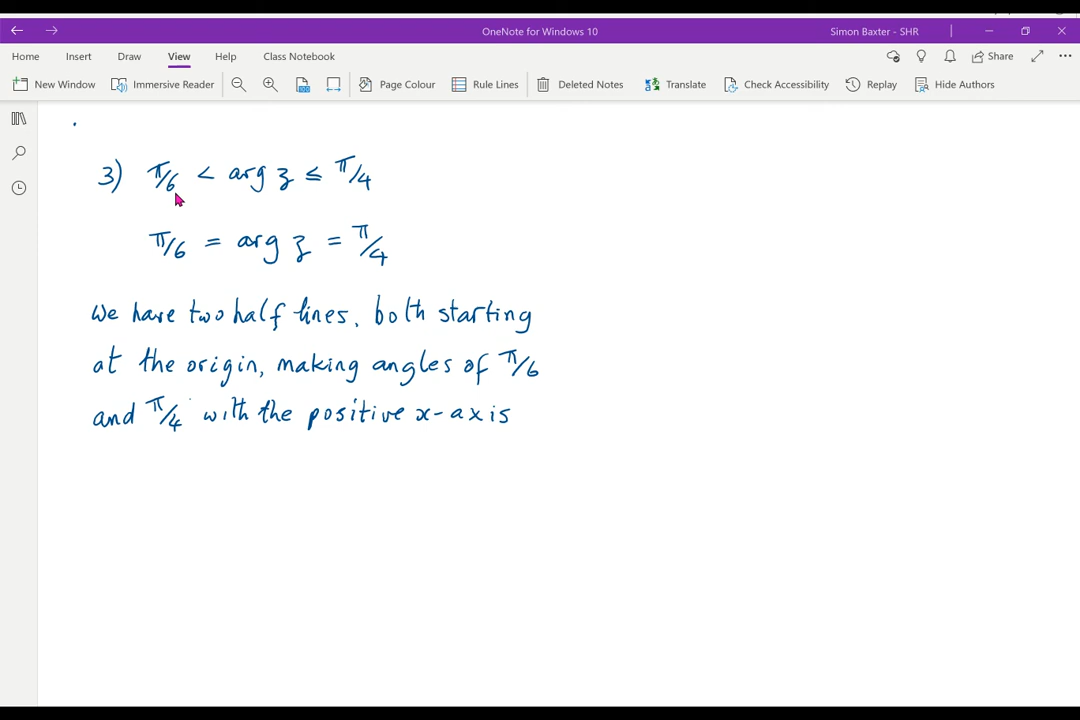 OneNote for Windows 10
Simon Baxter - SHR
Home Insert Draw View Help Class Notebook
Share
New Window Immersive Reader Page Colour Rule Lines Deleted Notes Translate Check Accessibility Replay Hide Authors
3) π/6 < arg z ≤ π/4
π/6 = arg z = π/4
We have two half lines, both starting
at the origin, making angles of π/6
and π/4 with the positive x-axis